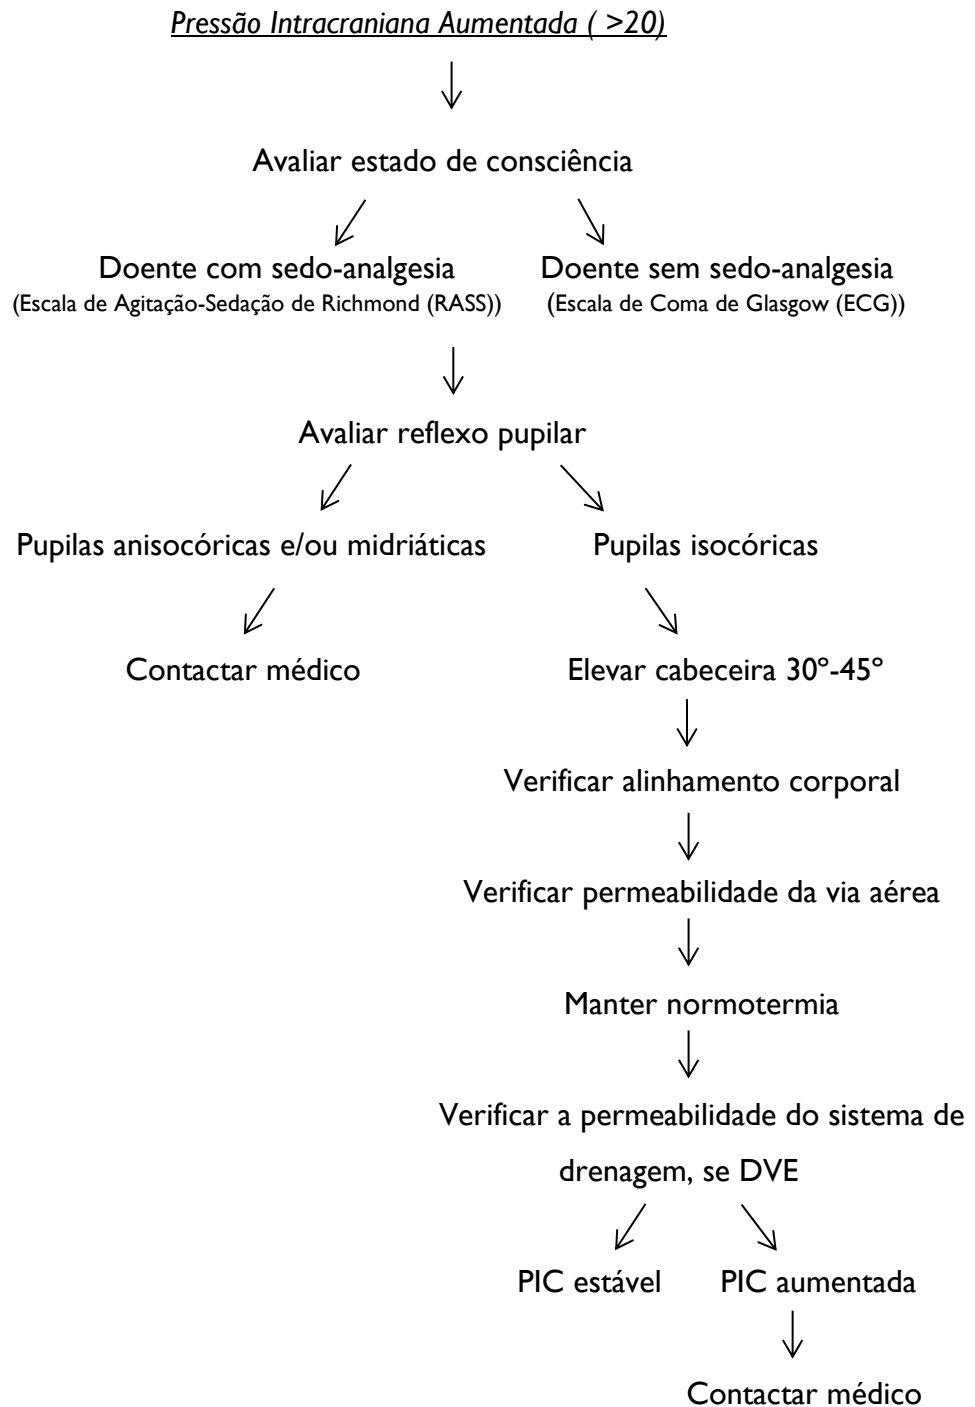 Pressão Intracraniana Aumentada ( >20)
Avaliar estado de consciência
Doente com sedo-analgesia
(Escala de Agitação-Sedação de Richmond (RASS))
Doente sem sedo-analgesia
(Escala de Coma de Glasgow (ECG))
Avaliar reflexo pupilar
Pupilas anisocóricas e/ou midriáticas
Pupilas isocóricas
Contactar médico
Elevar cabeceira 30º-45º
Verificar alinhamento corporal
Verificar permeabilidade da via aérea
Manter normotermia
Verificar a permeabilidade do sistema de
drenagem, se DVE
PIC estável
PIC aumentada
Contactar médico